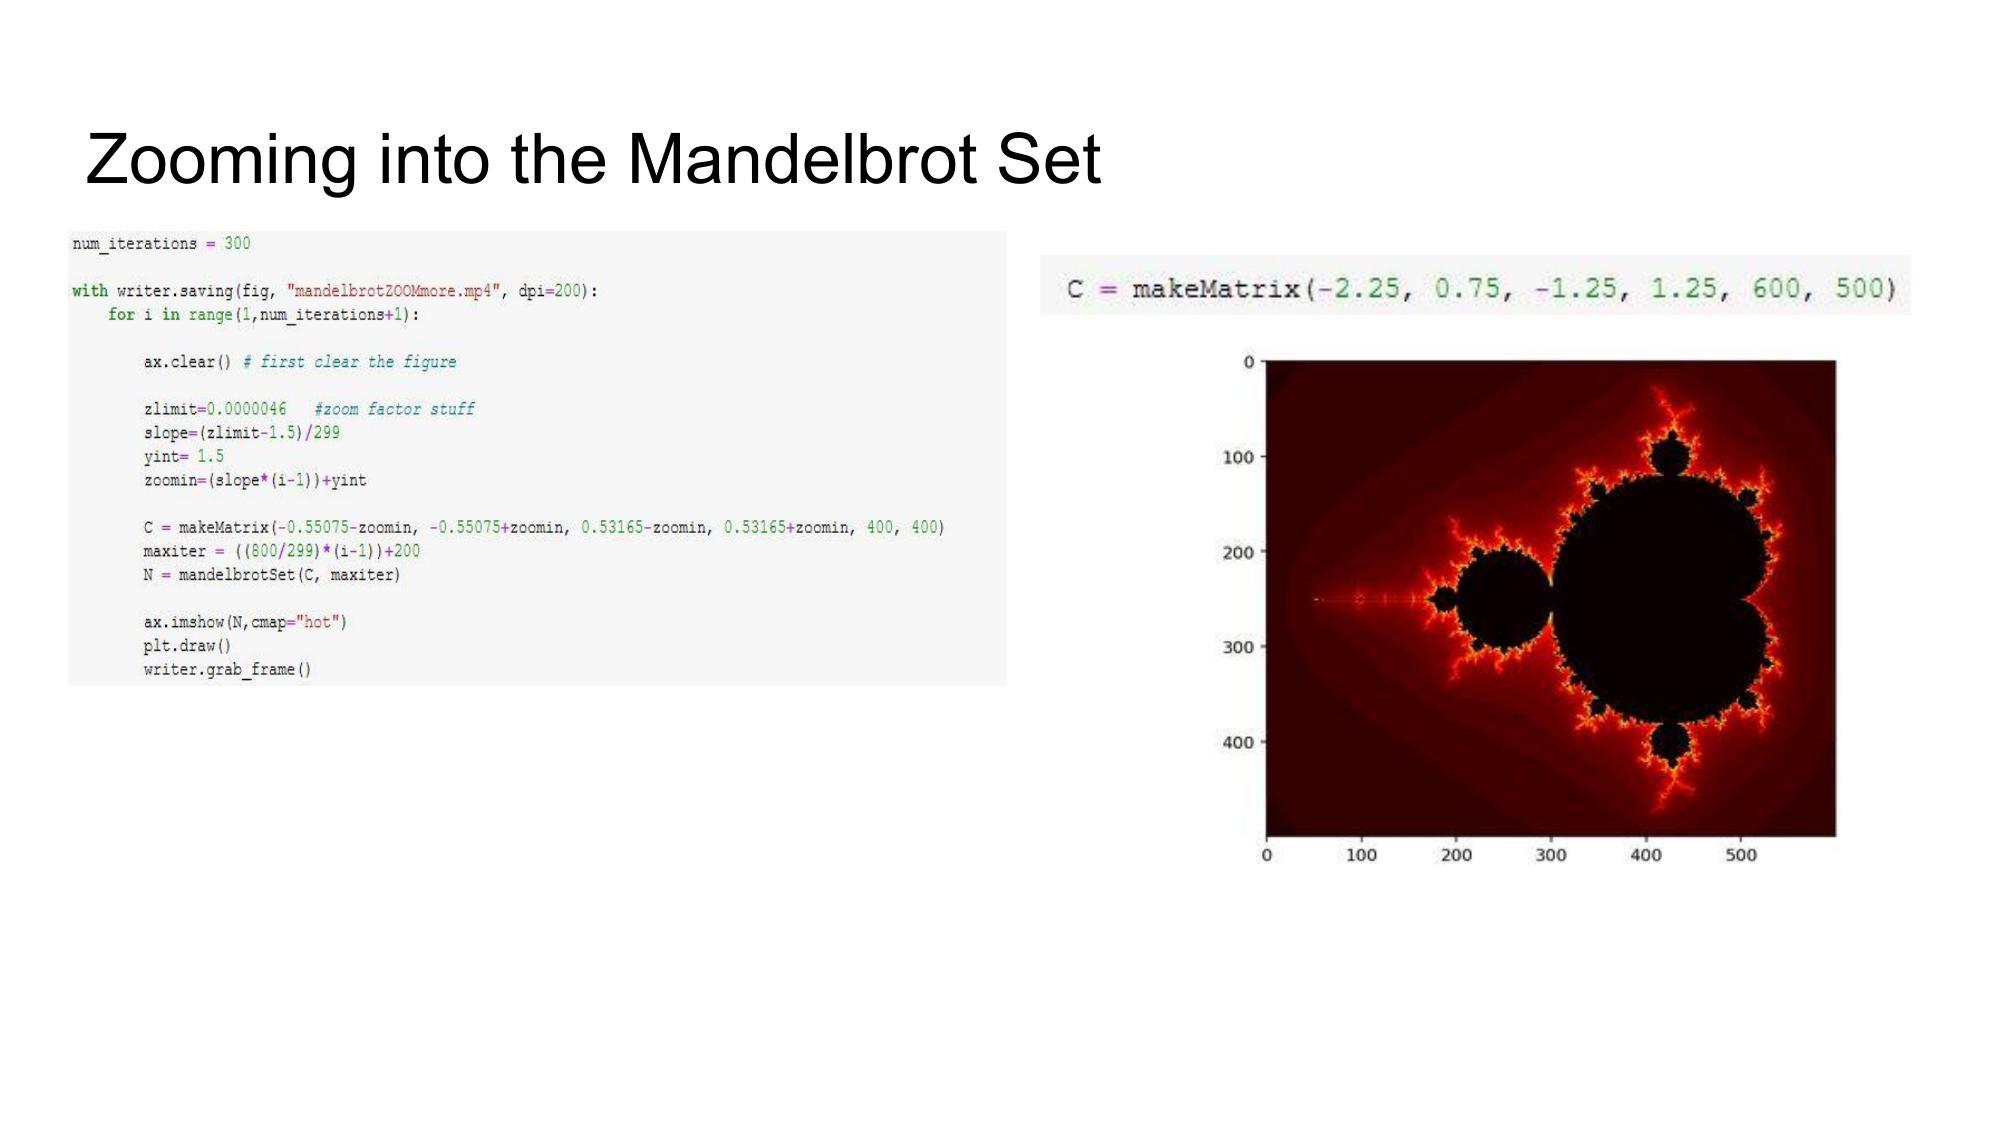 Zooming into the Mandelbrot Set
num_iterations = 300
with writer.saving(fig, "mandelbrotZOOMmore.mp4", dpi=200):
for i in range(1,num_iterations+1):
ax.clear() # first clear the figure
zlimit=0.0000046 #zoom factor stuff
slope=(zlimit-1.5)/299
yint= 1.5
zoomin=(slope*(i-1))+yint
C = makeMatrix(-0.55075-zoomin, -0.55075+zoomin, 0.53165-zoomin, 0.53165+zoomin, 400, 400)
maxiter = ((800/299)*(i-1))+200
N = mandelbrotSet(C, maxiter)
ax.imshow(N,cmap="hot")
plt.draw()
writer.grab_frame()
C = makeMatrix(-2.25, 0.75, -1.25, 1.25, 600, 500)
0
100
200
300
400
0 100 200 300 400 500